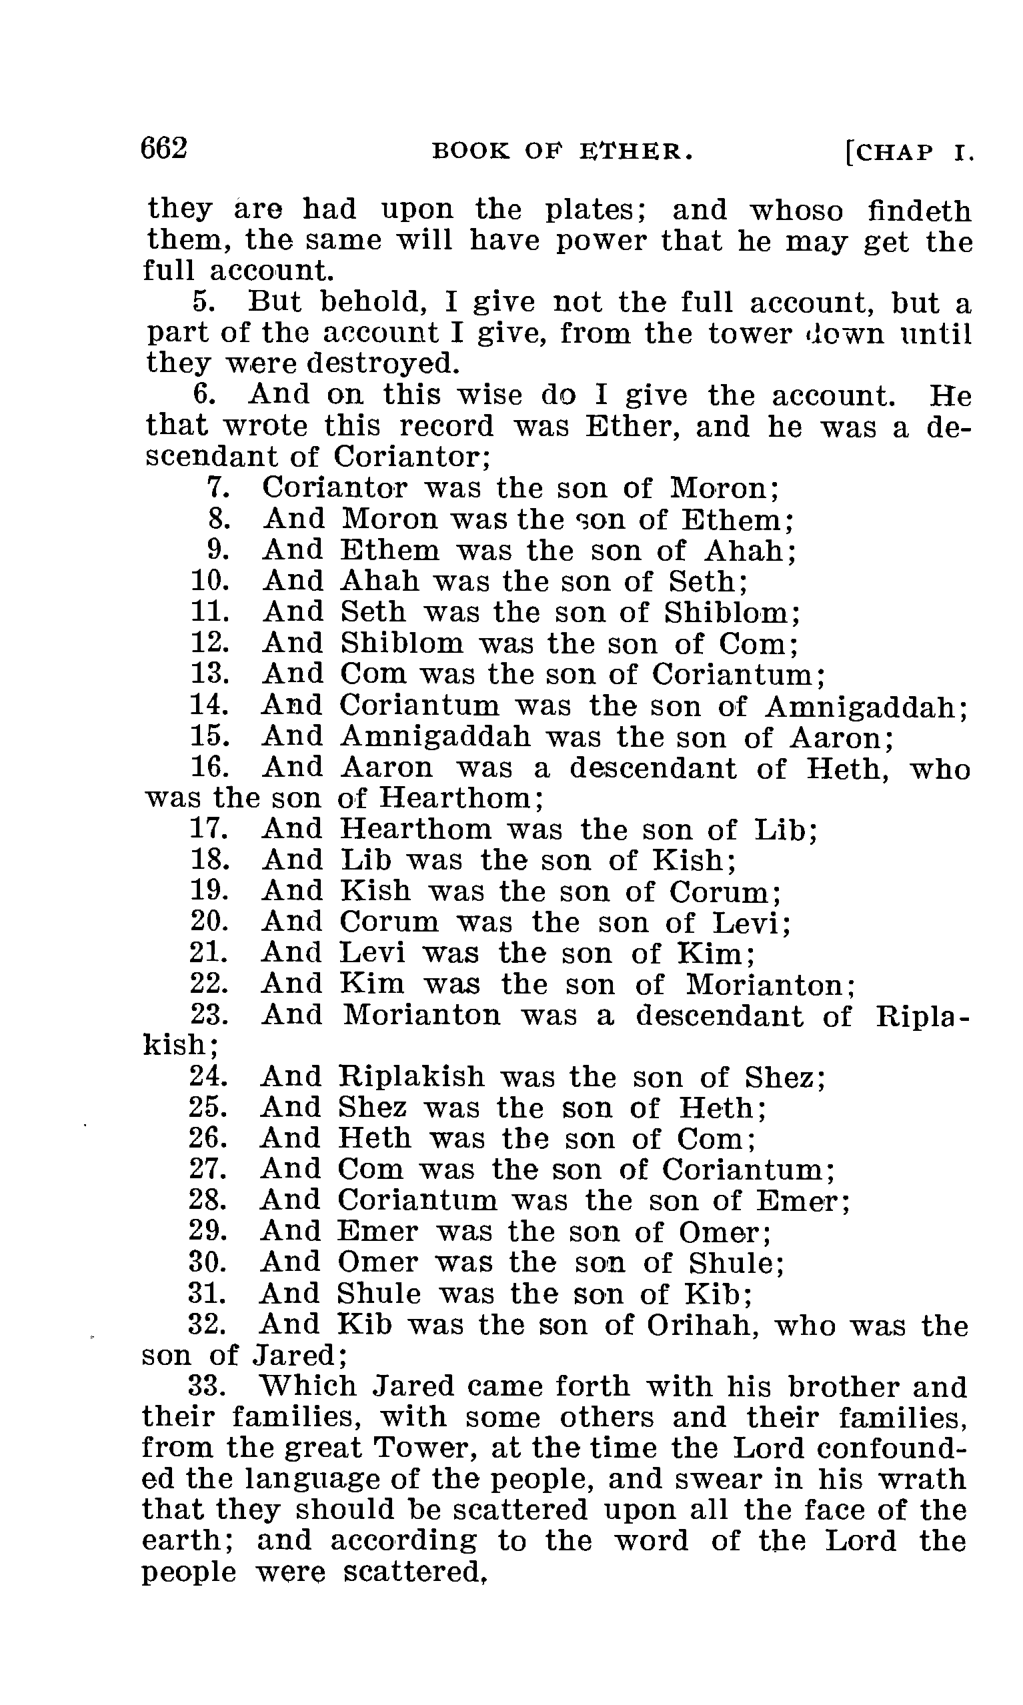 662 BOOK OF ETHER. [CHAP I.
they are had upon the plates; and whoso findeth
them, the same will have power that he may get the
full account.
5. But behold, I give not the full account, but a
part of the account I give, from the tower down until
they were destroyed.
6. And on this wise do I give the account. He
that wrote this record was Ether, and he was a de-
scendant of Coriantor;
7. Coriantor was the son of Moron;
8. And Moron was the son of Ethem;
9. And Ethem was the son of Ahah;
10. And Ahah was the son of Seth;
11. And Seth was the son of Shiblom;
12. And Shiblom was the son of Com;
13. And Com was the son of Coriantum;
14. And Coriantum was the son of Amnigaddah;
15. And Amnigaddah was the son of Aaron;
16. And Aaron was a descendant of Heth, who
was the son of Hearthom;
17. And Hearthom was the son of Lib;
18. And Lib was the son of Kish;
19. And Kish was the son of Corum;
20. And Corum was the son of Levi;
21. And Levi was the son of Kim;
22. And Kim was the son of Morianton;
23. And Morianton was a descendant of Ripla-
kish;
24. And Riplakish was the son of Shez;
25. And Shez was the son of Heth;
26. And Heth was the son of Com;
27. And Com was the son of Coriantum;
28. And Coriantum was the son of Emer;
29. And Emer was the son of Omer;
30. And Omer was the son of Shule;
31. And Shule was the son of Kib;
32. And Kib was the son of Orihah, who was the
son of Jared;
33. Which Jared came forth with his brother and
their families, with some others and their families,
from the great Tower, at the time the Lord confound-
ed the language of the people, and swear in his wrath
that they should be scattered upon all the face of the
earth; and according to the word of the Lord the
people were scattered,